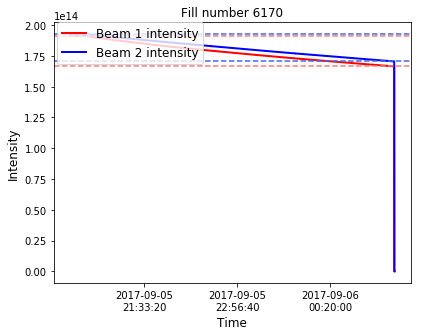 Fill number 6170
1e14
2.00
1.75
1.50
1.25
1.00
0.75
0.50
0.25
0.00
Intensity
Beam 1 intensity
Beam 2 intensity
2017-09-05
21:33:20
2017-09-05
22:56:40
2017-09-06
00:20:00
Time